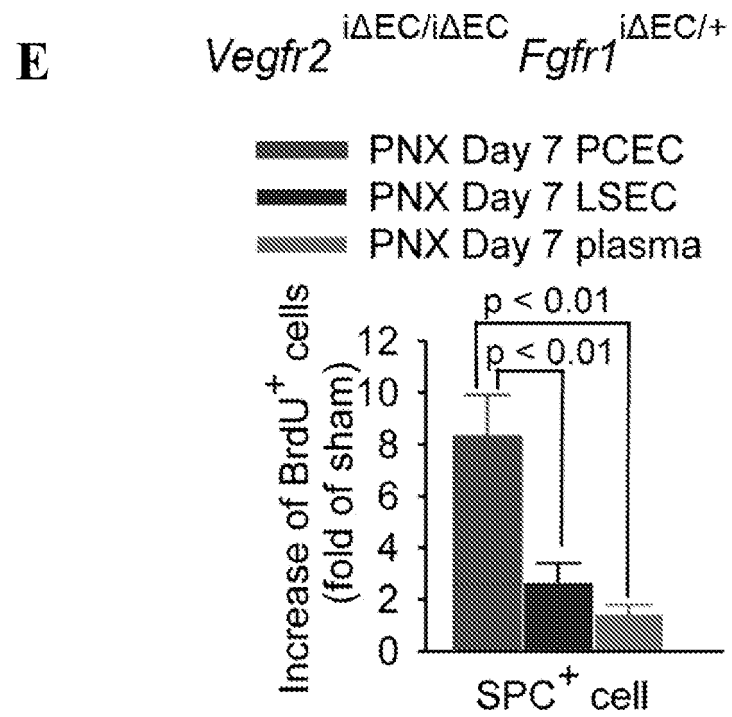 E
Vegfr2 iΔEC/iΔEC Fgfr1 iΔEC/+
PNX Day 7 PCEC
PNX Day 7 LSEC
PNX Day 7 plasma
Increase of BrdU+ cells
(fold of sham)
p < 0.01
p < 0.01
12
10
8
6
4
2
0
SPC+ cell